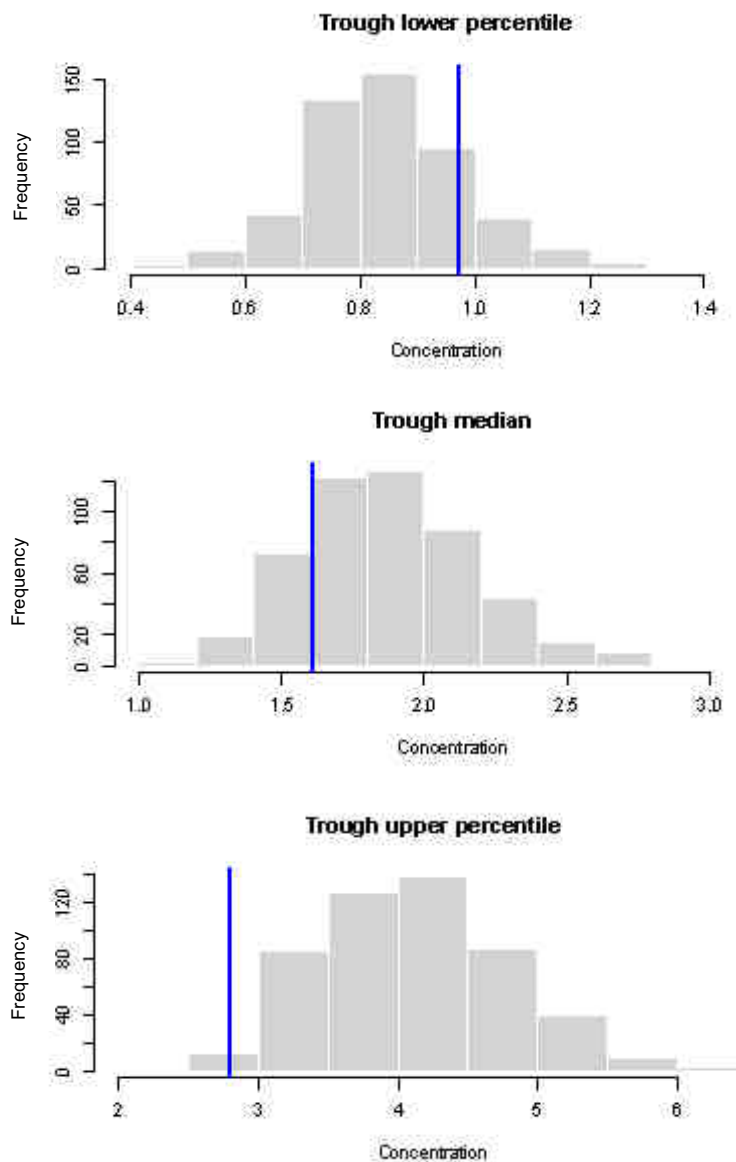 Trough lower percentile
Frequency
150
100
50
0
0.4 0.6 0.8 1.0 1.2 1.4
Concentration
Trough median
Frequency
100
60
20
0
1.0 1.5 2.0 2.5 3.0
Concentration
Trough upper percentile
Frequency
120
80
40
0
2 3 4 5 6
Concentration